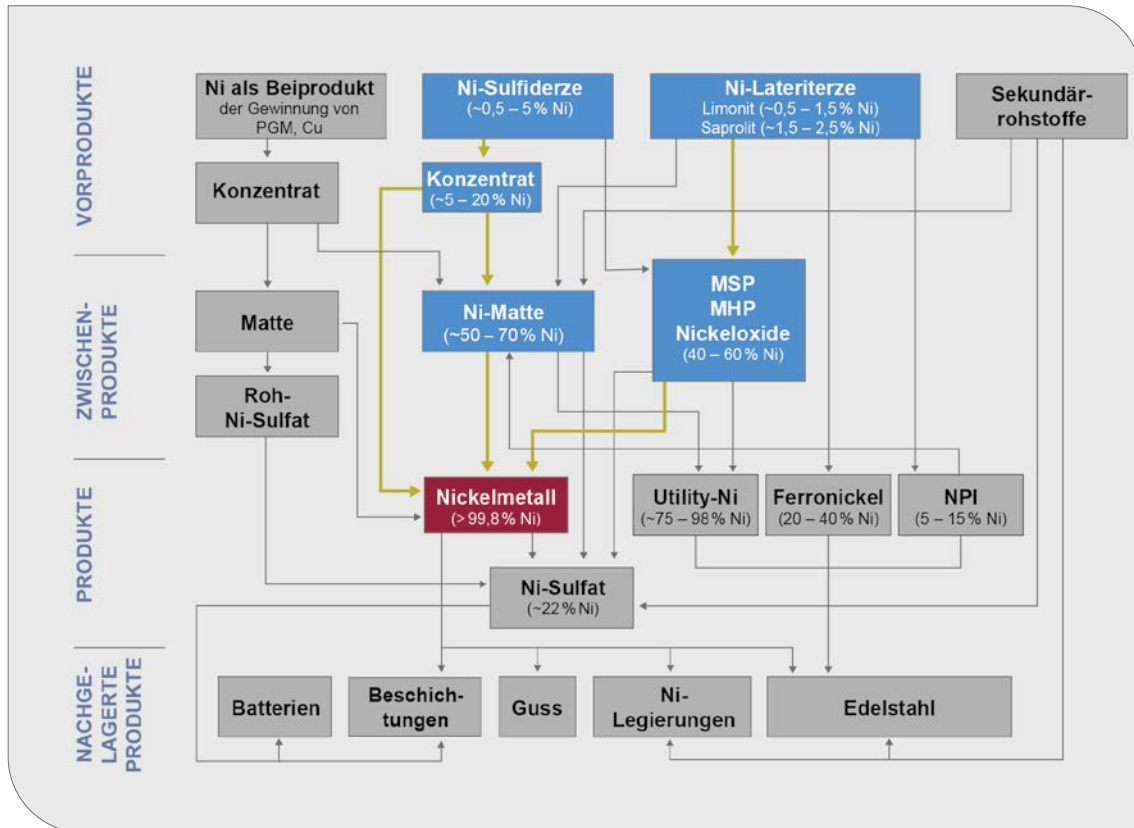 VORPRODUKTE
Ni als Beiprodukt
der Gewinnung von
PGM, Cu
Ni-Sulfiderze
(~0,5 – 5 % Ni)
Ni-Lateriterze
Limonit (~0,5 – 1,5 % Ni)
Saprolit (~1,5 – 2,5 % Ni)
Sekundär-
rohstoffe
Konzentrat
Konzentrat
(~5 – 20 % Ni)
ZWISCHEN-
PRODUKTE
Matte
Ni-Matte
(~50 – 70 % Ni)
MSP
MHP
Nickeloxide
(40 – 60 % Ni)
Roh-
Ni-Sulfat
PRODUKTE
Nickelmetall
(> 99,8 % Ni)
Utility-Ni
(~75 – 98 % Ni)
Ferronickel
(20 – 40 % Ni)
NPI
(5 – 15 % Ni)
Ni-Sulfat
(~22 % Ni)
NACHGE-
LAGERTE
PRODUKTE
Batterien
Beschich-
tungen
Guss
Ni-
Legierungen
Edelstahl